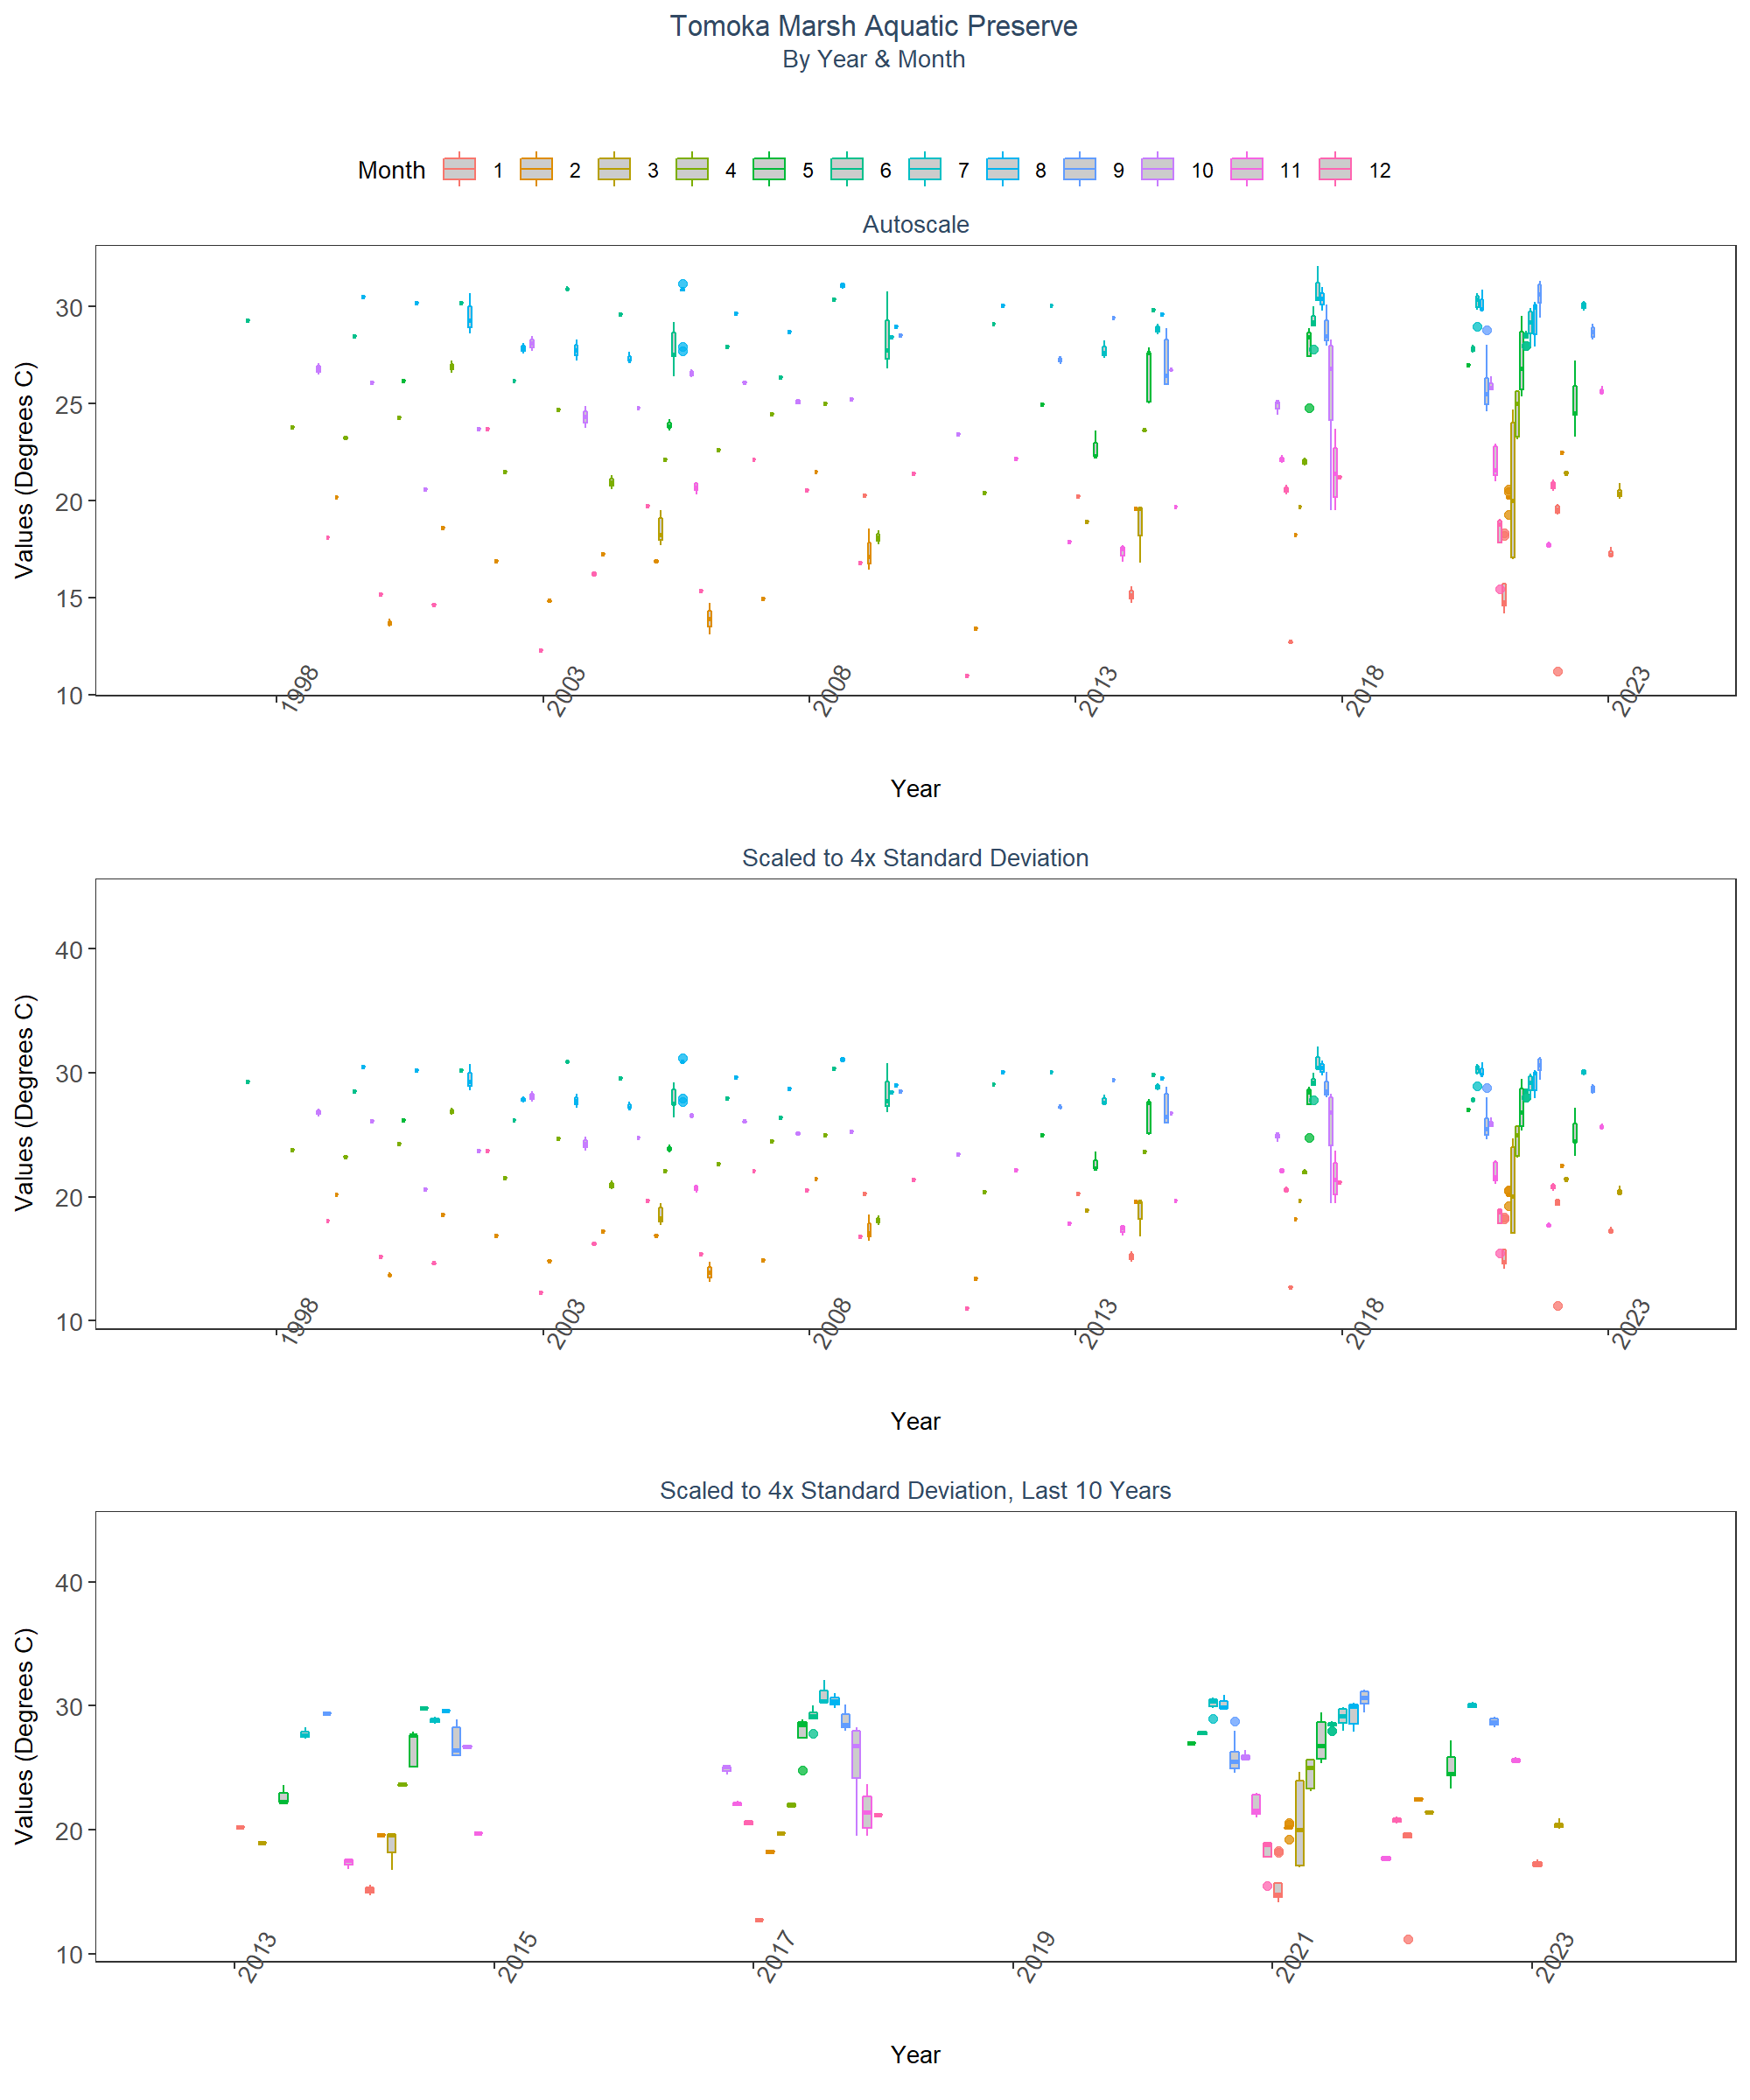 Tomoka Marsh Aquatic Preserve
By Year & Month
Month 1 2 3 4 5 6 7 8 9 10 11 12
Autoscale
Values (Degrees C)
30
25
20
15
10
1998 2003 2008 2013 2018 2023
Year
Scaled to 4x Standard Deviation
Values (Degrees C)
40
30
20
10
1998 2003 2008 2013 2018 2023
Year
Scaled to 4x Standard Deviation, Last 10 Years
Values (Degrees C)
40
30
20
10
2013 2015 2017 2019 2021 2023
Year